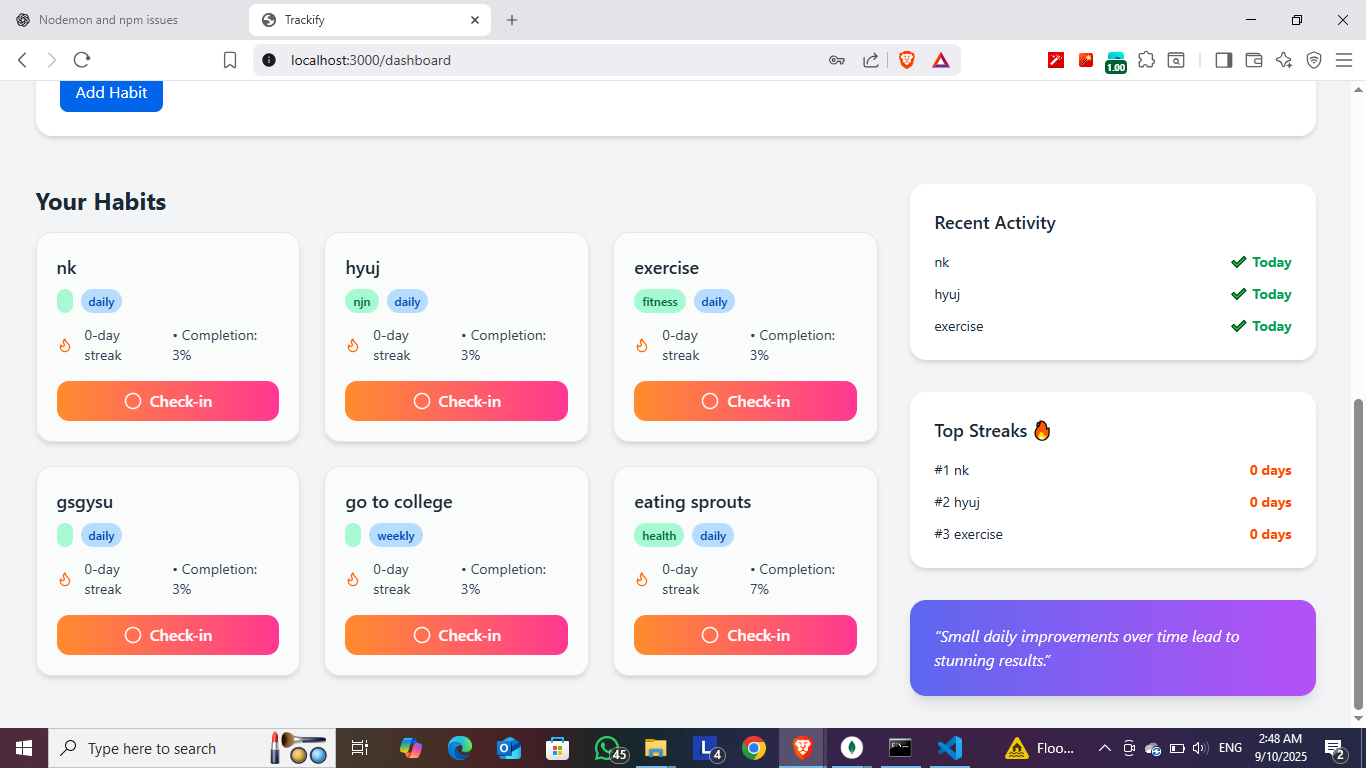 Nodemon and npm issues
Trackify
localhost:3000/dashboard
1.00
Add Habit
Your Habits
nk
daily
0-day streak
• Completion: 3%
Check-in
hyuj
njn
daily
0-day streak
• Completion: 3%
Check-in
exercise
fitness
daily
0-day streak
• Completion: 3%
Check-in
gsgysu
daily
0-day streak
• Completion: 3%
Check-in
go to college
weekly
0-day streak
• Completion: 3%
Check-in
eating sprouts
health
daily
0-day streak
• Completion: 7%
Check-in
Recent Activity
nk
Today
hyuj
Today
exercise
Today
Top Streaks 🔥
#1 nk
0 days
#2 hyuj
0 days
#3 exercise
0 days
“Small daily improvements over time lead to
stunning results.”
Type here to search
45
L
4
Floo...
ENG
2:48 AM
9/10/2025
2